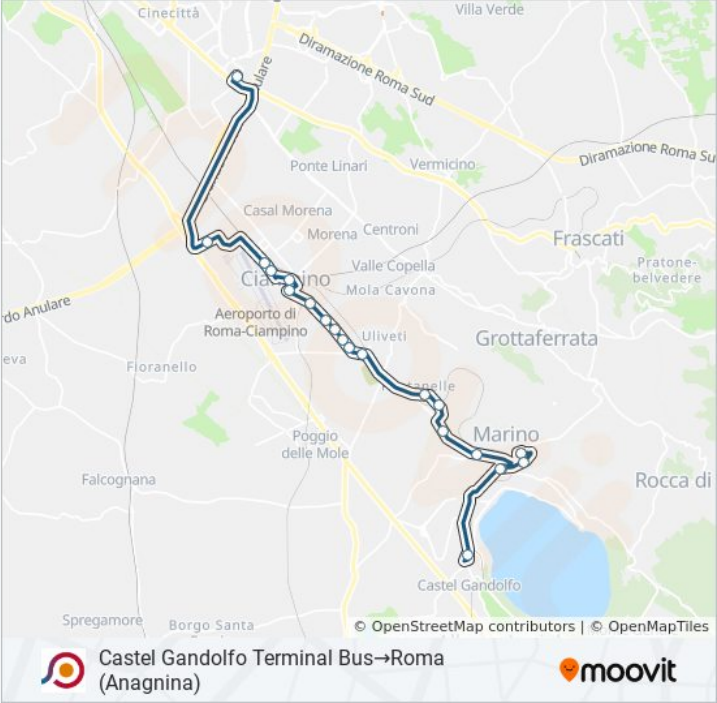 Cinecittà
Villa Verde
Diramazione Roma Sud
Ponte Linari
Vermicino
Diramazione Roma Su
Casal Morena
Morena
Centroni
Frascati
Valle Copella
Pratone-
belvedere
Mola Cavona
do Anulare
Aeroporto di
Roma-Ciampino
Uliveti
Grottaferrata
eva
Fioranello
Marino
Poggio
delle Mole
Falcognana
Rocca di
Castel Gandolfo
Spregamore
Borgo Santa
© OpenStreetMap contributors | © OpenMapTiles
Castel Gandolfo Terminal Bus→Roma
(Anagnina)
moovit